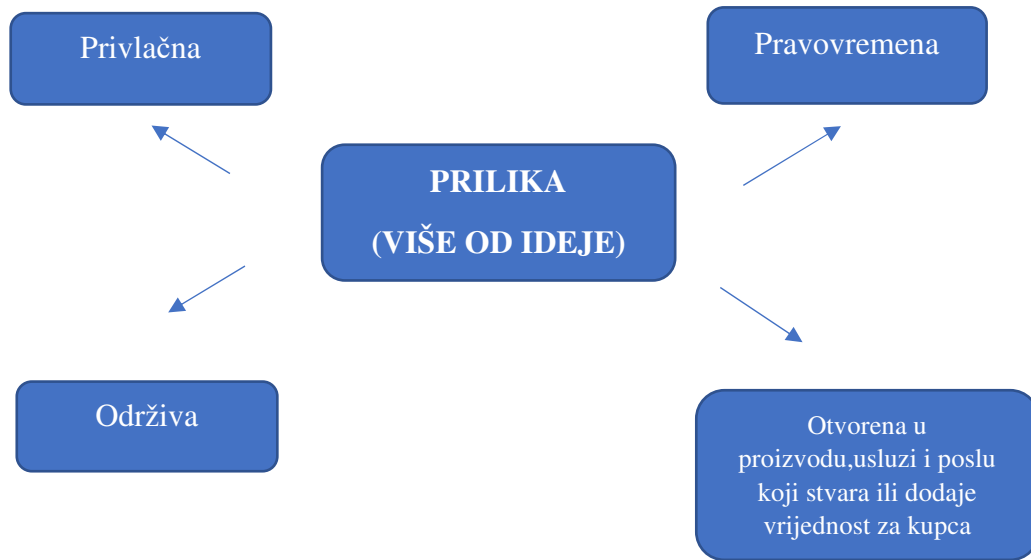 Privlačna
Pravovremena
PRILIKA
(VIŠE OD IDEJE)
Održiva
Otvorena u
proizvodu,usluzi i poslu
koji stvara ili dodaje
vrijednost za kupca